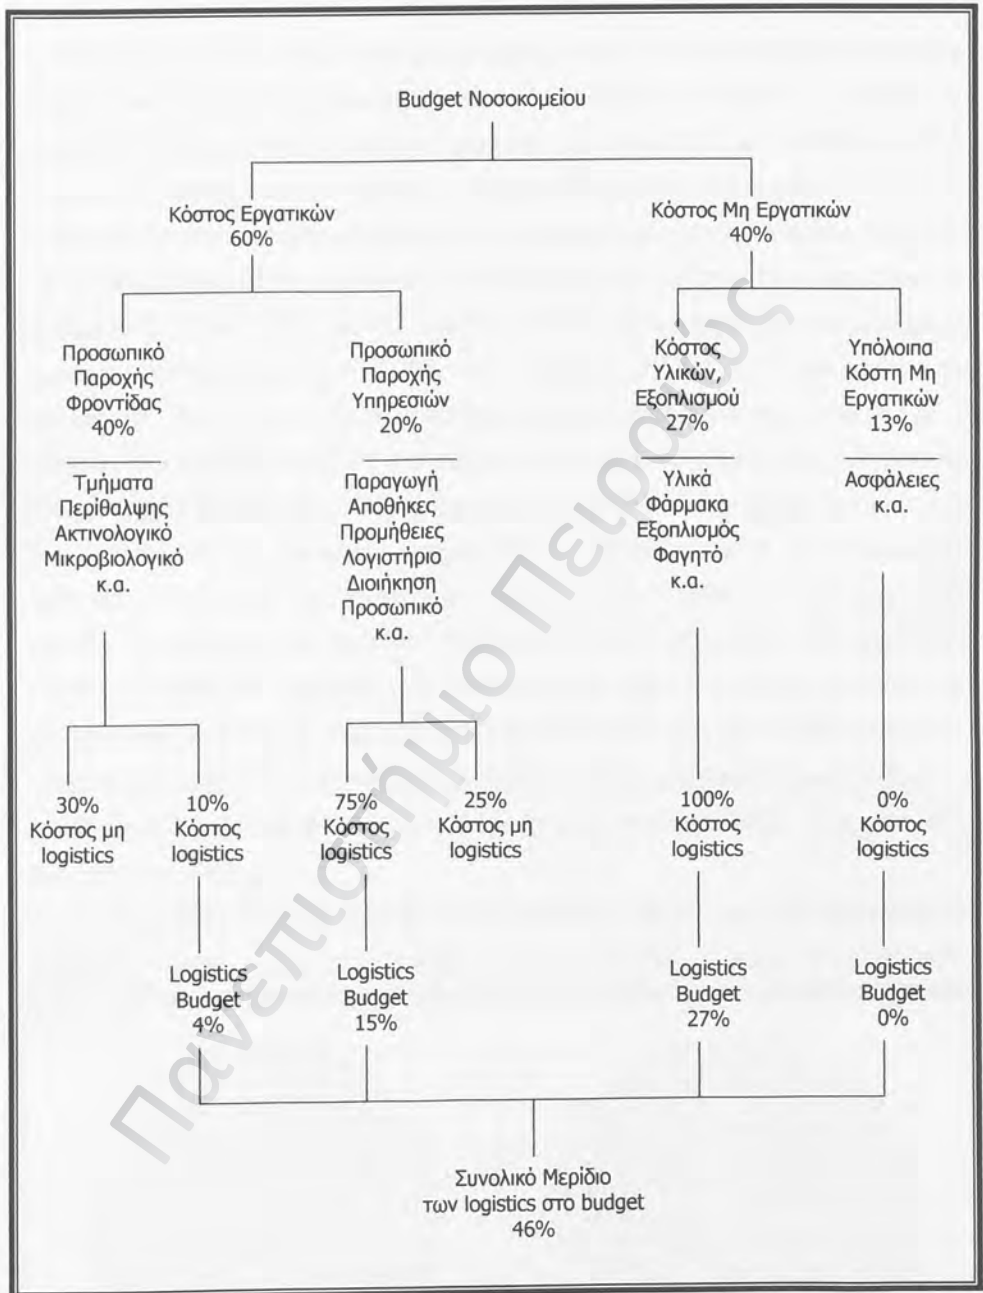 Budget Νοσοκομείου
Κόστος Εργατικών
60%
Κόστος Μη Εργατικών
40%
Προσωπικό
Παροχής
Φροντίδας
40%
Προσωπικό
Παροχής
Υπηρεσιών
20%
Κόστος
Υλικών,
Εξοπλισμού
27%
Υπόλοιπα
Κόστη Μη
Εργατικών
13%
Τμήματα
Περίθαλψης
Ακτινολογικό
Μικροβιολογικό
κ.α.
Παραγωγή
Αποθήκες
Προμήθειες
Λογιστήριο
Διοιήκηση
Προσωπικό
κ.α.
Υλικά
Φάρμακα
Εξοπλισμός
Φαγητό
κ.α.
Ασφάλειες
κ.α.
30%
Κόστος μη
logistics
10%
Κόστος
logistics
75%
Κόστος
logistics
25%
Κόστος μη
logistics
100%
Κόστος
logistics
0%
Κόστος
logistics
Logistics
Budget
4%
Logistics
Budget
15%
Logistics
Budget
27%
Logistics
Budget
0%
Συνολικό Μερίδιο
των logistics στο budget
46%
Πανεπιστήμιο Πειραιώς